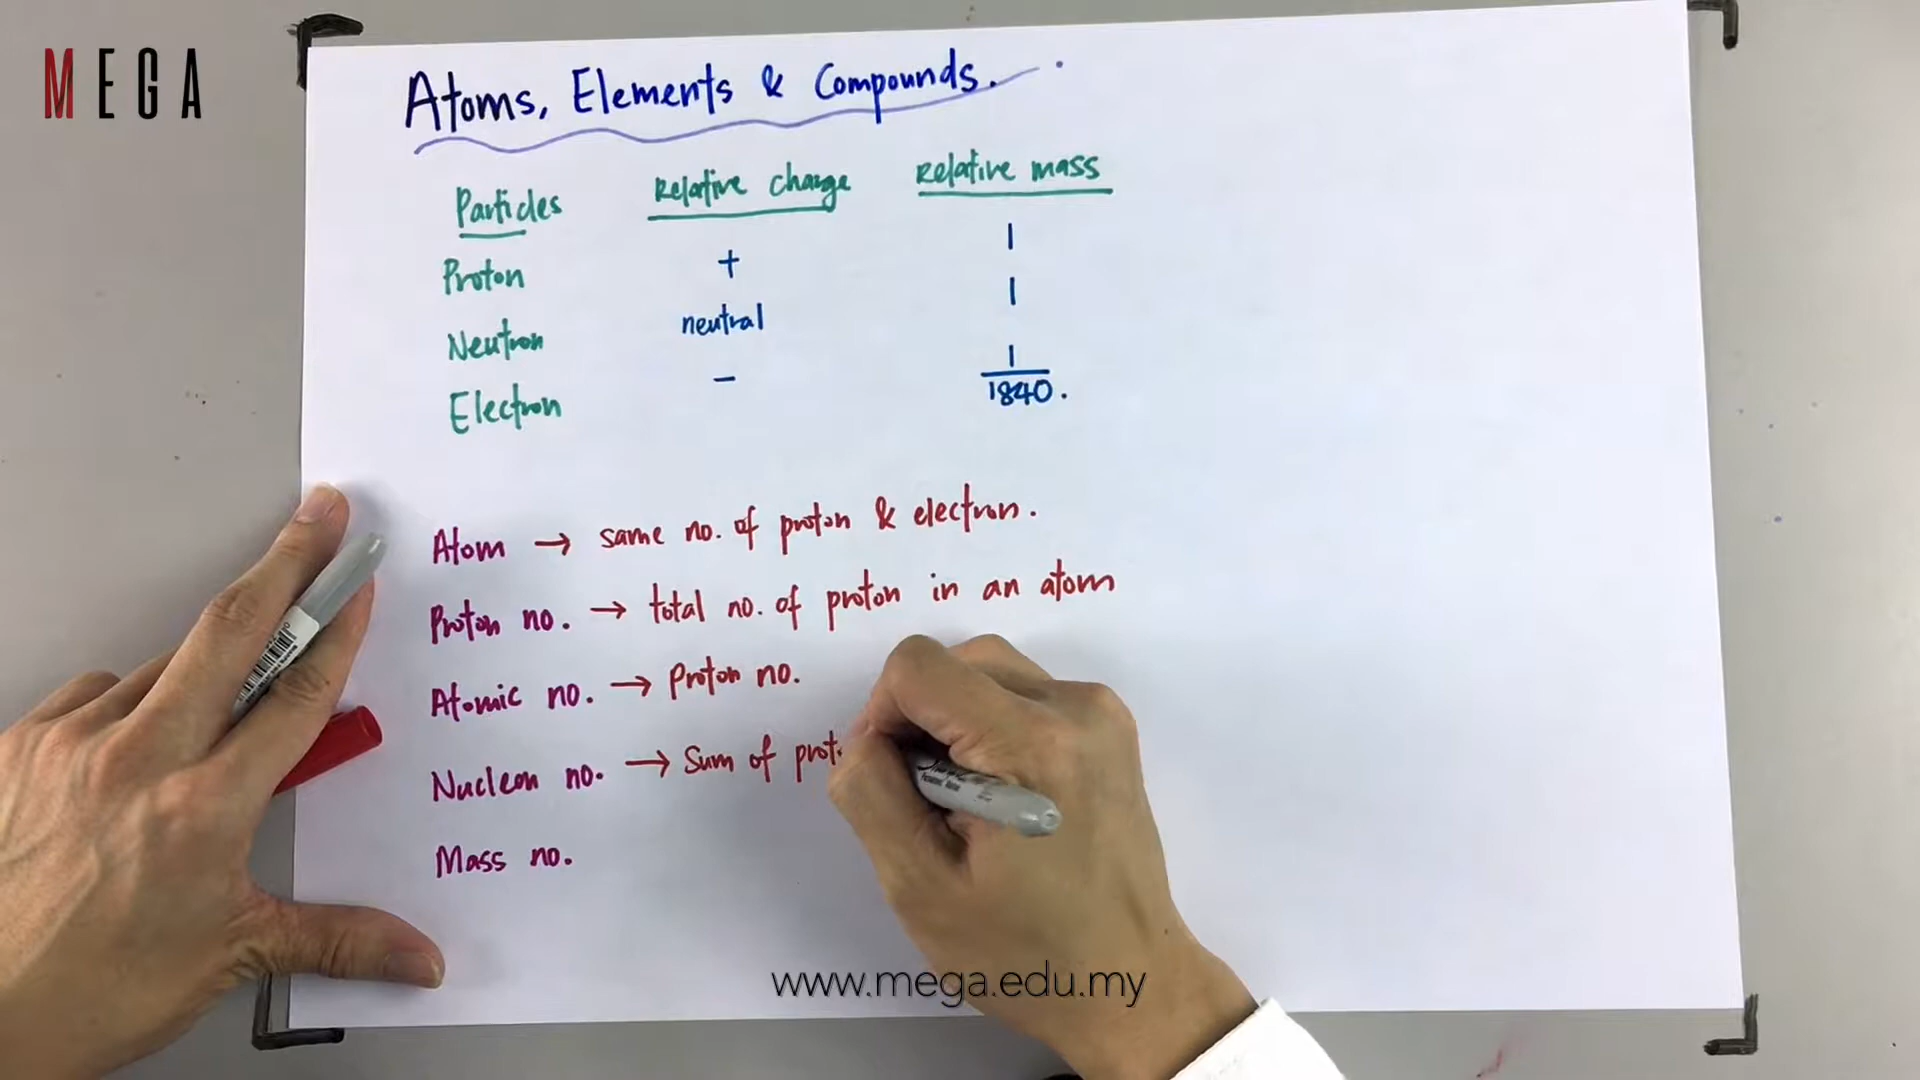 MEGA
Atoms, Elements & Compounds.
Particles Relative charge Relative mass
Proton + 1
Neutron neutral 1
Electron - 1/1840.
Atom → same no. of proton & electron.
Proton no. → total no. of proton in an atom
Atomic no. → Proton no.
Nucleon no. → Sum of prot
Mass no.
www.mega.edu.my